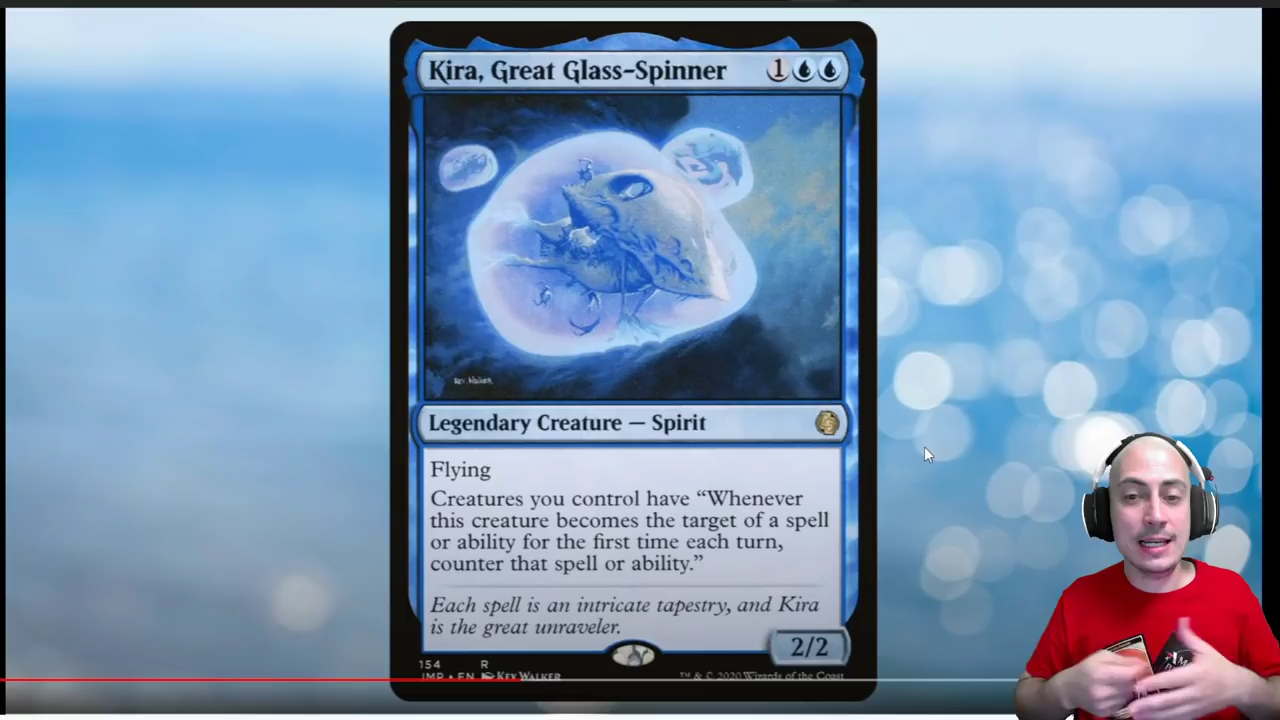 Kira, Great Glass-Spinner 1
Kev Walker
Legendary Creature — Spirit
Flying
Creatures you control have “Whenever
this creature becomes the target of a spell
or ability for the first time each turn,
counter that spell or ability.”
Each spell is an intricate tapestry, and Kira
is the great unraveler.
2/2
154 R
JMP • EN Kev Walker ™ & © 2020 Wizards of the Coast